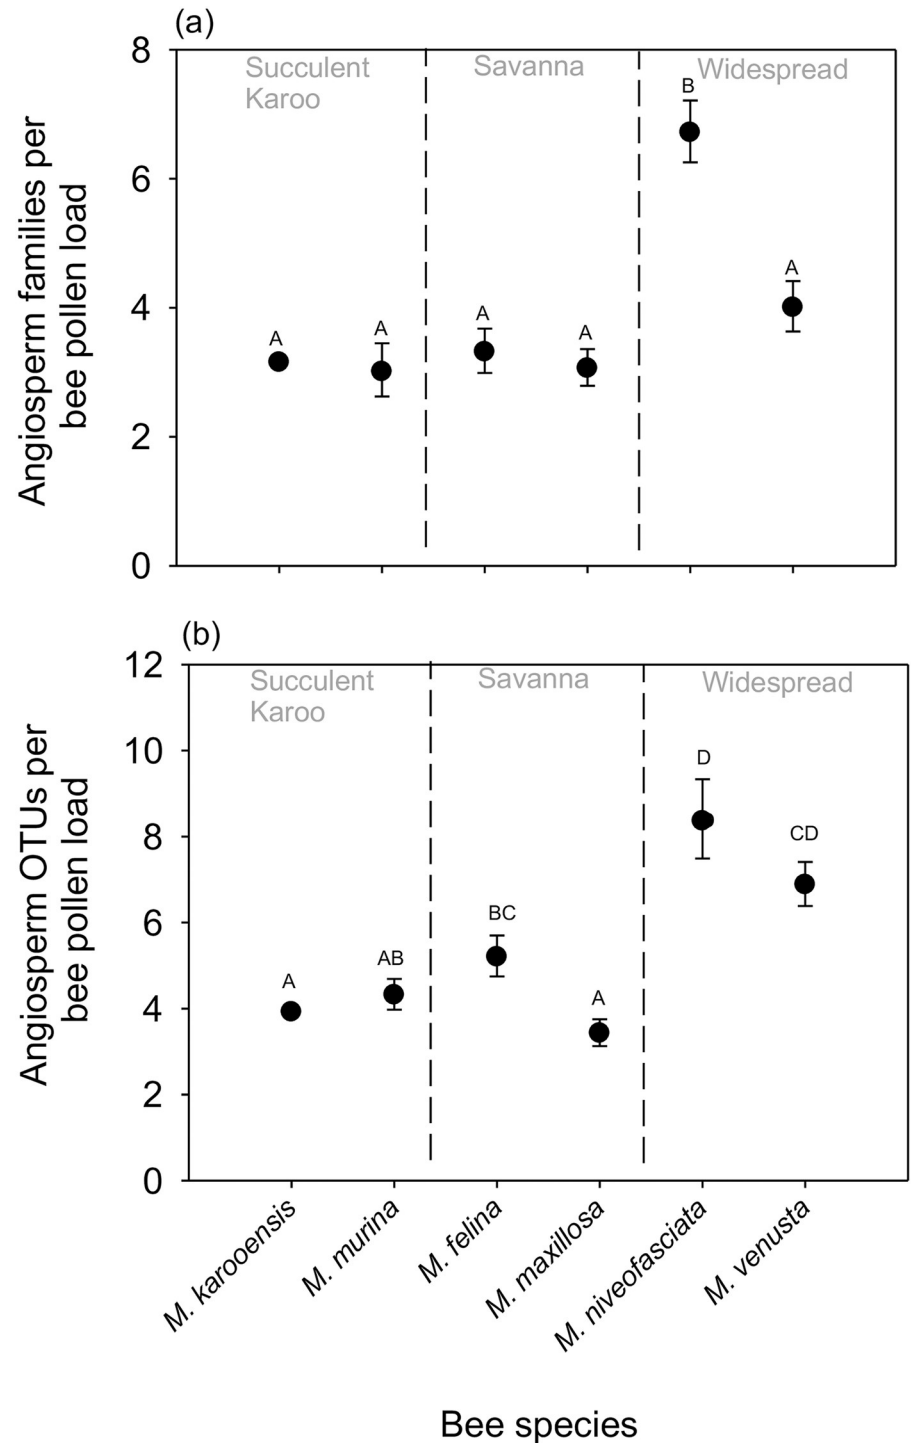 (a)
8
6
4
2
0
Angiosperm families per
bee pollen load
Succulent
Karoo
Savanna
Widespread
A
A
A
A
B
A
(b)
12
10
8
6
4
2
0
Angiosperm OTUs per
bee pollen load
Succulent
Karoo
Savanna
Widespread
A
AB
BC
A
D
CD
M. karooensis
M. murina
M. felina
M. maxillosa
M. niveofasciata
M. venusta
Bee species